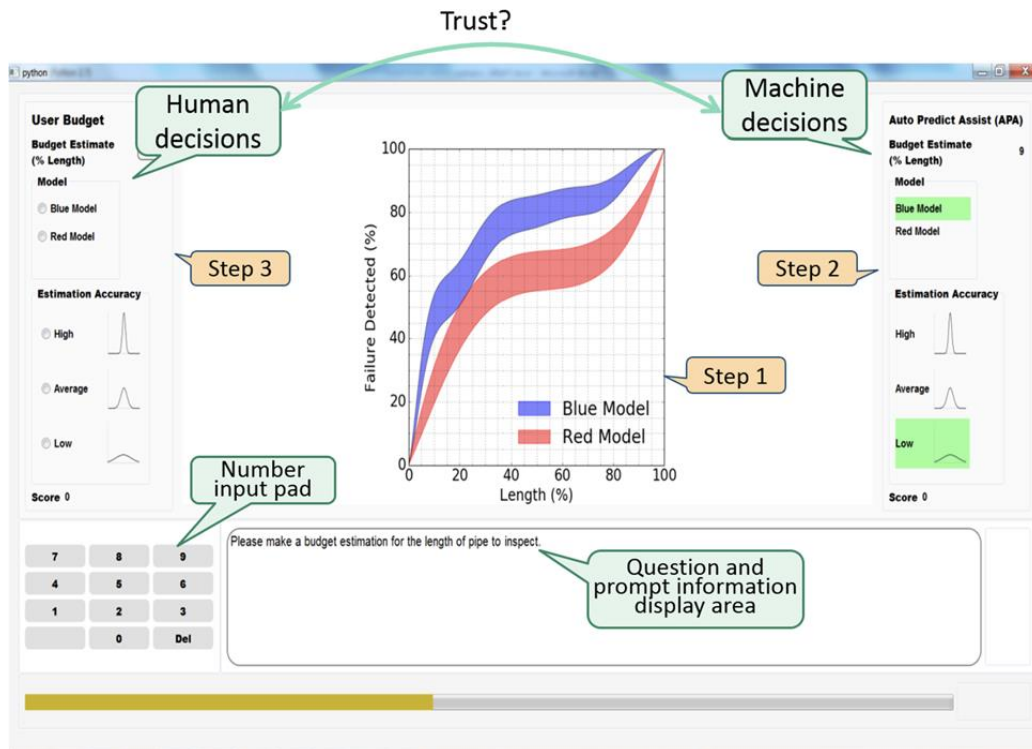 Trust?
python
Human
decisions
Machine
decisions
User Budget
Budget Estimate
(% Length)
Model
Blue Model
Red Model
Step 3
Estimation Accuracy
High
Average
Low
Score 0
100
80
60
40
20
0
Failure Detected (%)
0
20
40
60
80
100
Length (%)
Blue Model
Red Model
Step 1
Auto Predict Assist (APA)
Budget Estimate
(% Length)
9
Model
Blue Model
Red Model
Step 2
Estimation Accuracy
High
Average
Low
Score 0
Number
input pad
7 8 9
4 5 6
1 2 3
0 Del
Please make a budget estimation for the length of pipe to inspect.
Question and
prompt information
display area